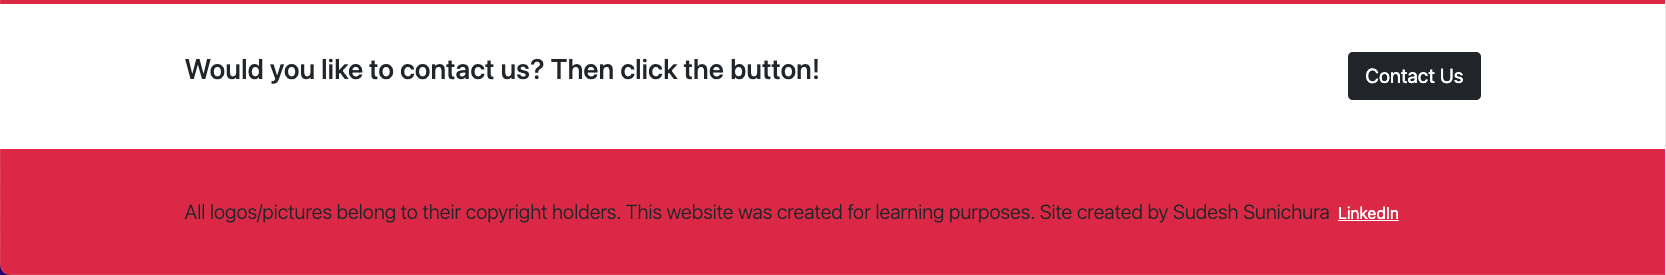 Would you like to contact us? Then click the button!
Contact Us
All logos/pictures belong to their copyright holders. This website was created for learning purposes. Site created by Sudesh Sunichura LinkedIn